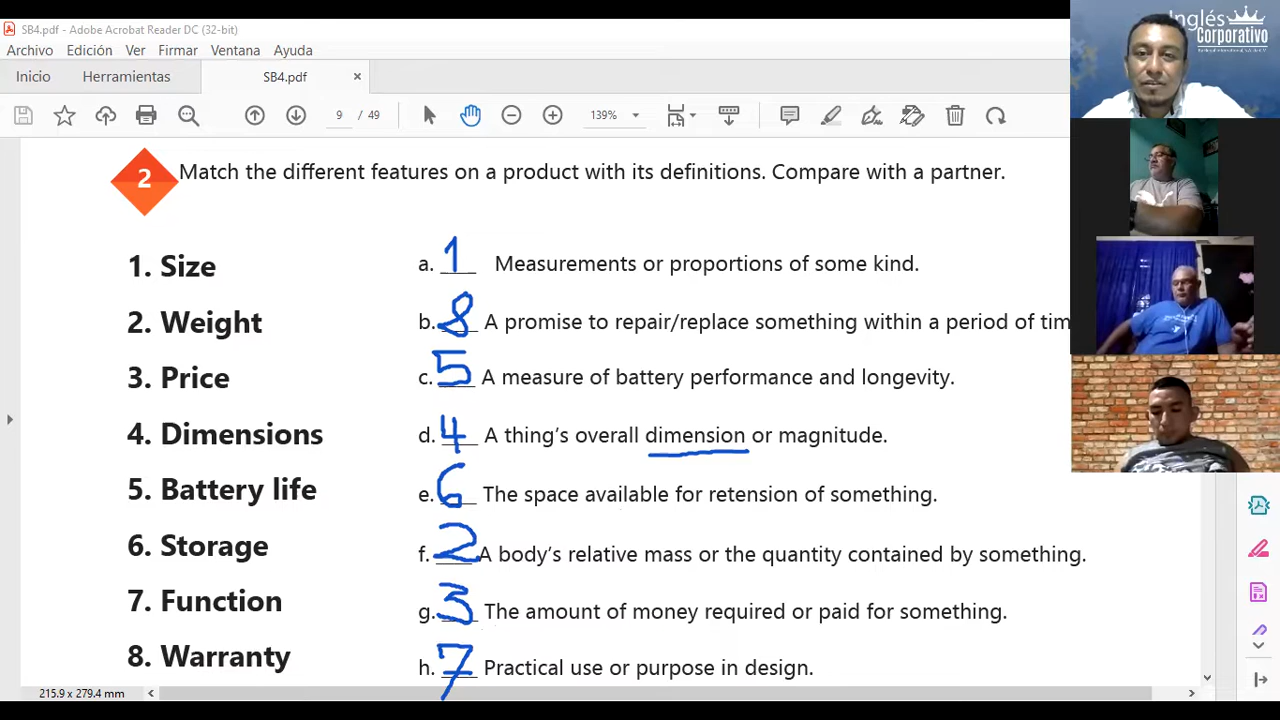 SB4.pdf - Adobe Acrobat Reader DC (32-bit)
Archivo Edición Ver Firmar Ventana Ayuda
Inicio Herramientas SB4.pdf ×
9 / 49 139%
Inglés
Corporativo
2 Match the different features on a product with its definitions. Compare with a partner.
1. Size a. 1 Measurements or proportions of some kind.
2. Weight b. 8 A promise to repair/replace something within a period of tim
3. Price c. 5 A measure of battery performance and longevity.
4. Dimensions d. 4 A thing's overall dimension or magnitude.
5. Battery life e. 6 The space available for retension of something.
6. Storage f. 2 A body's relative mass or the quantity contained by something.
7. Function g. 3 The amount of money required or paid for something.
8. Warranty h. 7 Practical use or purpose in design.
215.9 x 279.4 mm